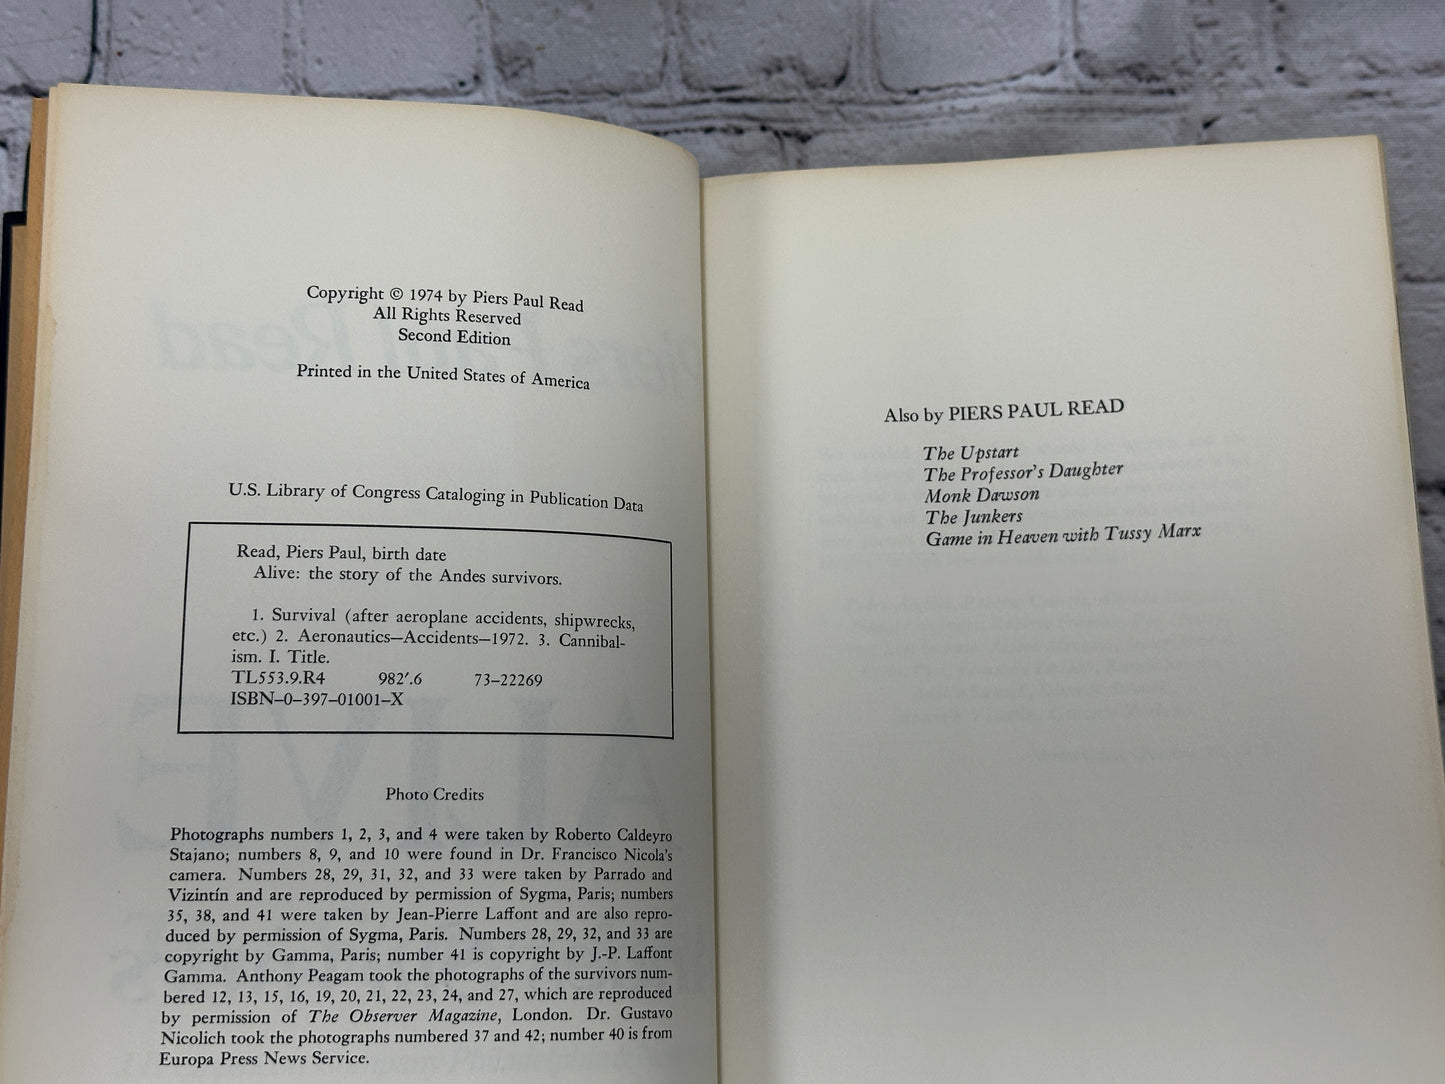 Copyright © 1974 by Piers Paul Read
All Rights Reserved
Second Edition
Printed in the United States of America
U.S. Library of Congress Cataloging in Publication Data
Read, Piers Paul, birth date
Alive: the story of the Andes survivors.
1. Survival (after aeroplane accidents, shipwrecks,
etc.) 2. Aeronautics—Accidents—1972. 3. Cannibal-
ism. I. Title.
TL553.9.R4 982′.6 73–22269
ISBN–0–397–01001–X
Photo Credits
Photographs numbers 1, 2, 3, and 4 were taken by Roberto Caldeyro
Stajano; numbers 8, 9, and 10 were found in Dr. Francisco Nicola's
camera. Numbers 28, 29, 31, 32, and 33 were taken by Parrado and
Vizintín and are reproduced by permission of Sygma, Paris; numbers
35, 38, and 41 were taken by Jean-Pierre Laffont and are also repro-
duced by permission of Sygma, Paris. Numbers 28, 29, 32, and 33 are
copyright by Gamma, Paris; number 41 is copyright by J.-P. Laffont
Gamma. Anthony Peagam took the photographs of the survivors num-
bered 12, 13, 15, 16, 19, 20, 21, 22, 23, 24, and 27, which are reproduced
by permission of The Observer Magazine, London. Dr. Gustavo
Nicolich took the photographs numbered 37 and 42; number 40 is from
Europa Press News Service.
Also by PIERS PAUL READ
The Upstart
The Professor's Daughter
Monk Dawson
The Junkers
Game in Heaven with Tussy Marx